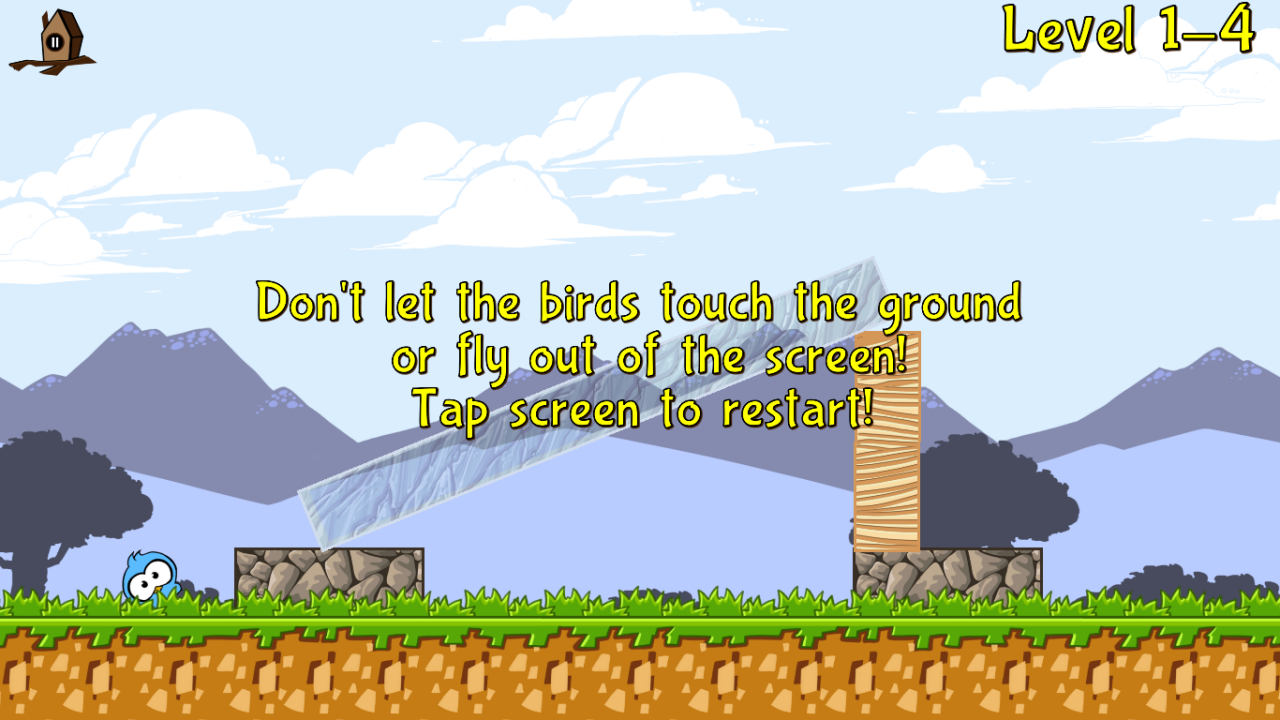 Level 1-4
Don't let the birds touch the ground
or fly out of the screen!
Tap screen to restart!